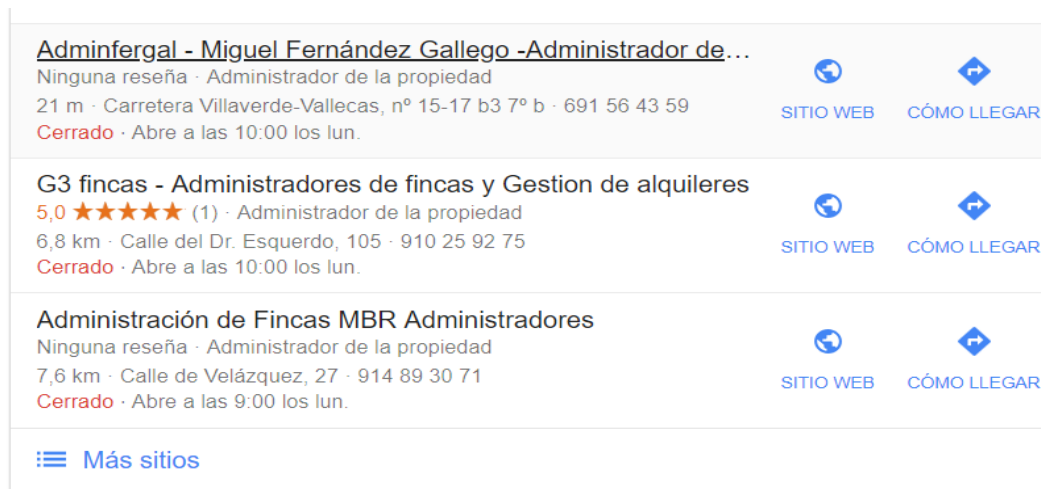 Adminfergal - Miguel Fernández Gallego -Administrador de…
Ninguna reseña · Administrador de la propiedad
21 m · Carretera Villaverde-Vallecas, nº 15-17 b3 7º b · 691 56 43 59
Cerrado · Abre a las 10:00 los lun.
SITIO WEB
CÓMO LLEGAR
G3 fincas - Administradores de fincas y Gestion de alquileres
5,0 ★★★★★ (1) · Administrador de la propiedad
6,8 km · Calle del Dr. Esquerdo, 105 · 910 25 92 75
Cerrado · Abre a las 10:00 los lun.
SITIO WEB
CÓMO LLEGAR
Administración de Fincas MBR Administradores
Ninguna reseña · Administrador de la propiedad
7,6 km · Calle de Velázquez, 27 · 914 89 30 71
Cerrado · Abre a las 9:00 los lun.
SITIO WEB
CÓMO LLEGAR
Más sitios